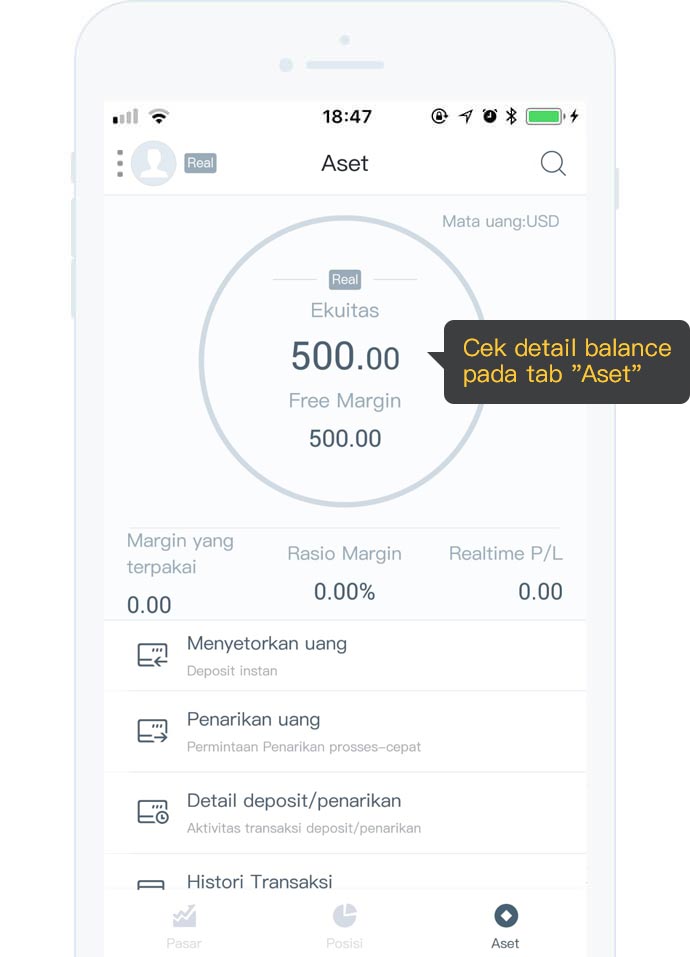 18:47
Real
Aset
Mata uang:USD
Real
Ekuitas
500.00
Cek detail balance
pada tab ”Aset”
Free Margin
500.00
Margin yang
terpakai
0.00
Rasio Margin
0.00%
Realtime P/L
0.00
Menyetorkan uang
Deposit instan
Penarikan uang
Permintaan Penarikan prosses-cepat
Detail deposit/penarikan
Aktivitas transaksi deposit/penarikan
Histori Transaksi
Pasar
Posisi
Aset